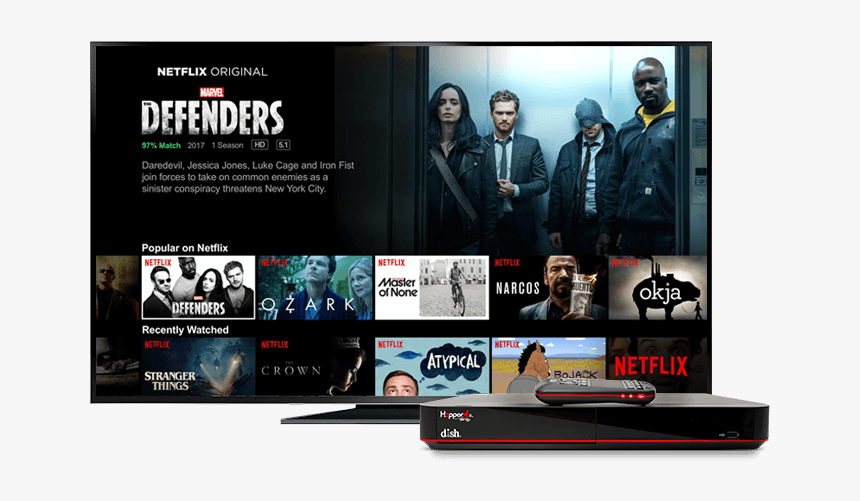 NETFLIX ORIGINAL
MARVEL
THE
DEFENDERS
97% Match 2017 1 Season HD 5.1
Daredevil, Jessica Jones, Luke Cage and Iron Fist
join forces to take on common enemies as a
sinister conspiracy threatens New York City.
Popular on Netflix
NETFLIX NETFLIX NETFLIX NETFLIX NETFLIX
MARVEL
DEFENDERS
OZARK
Master
of None
NARCOS
MUERTO
okja
Recently Watched
NETFLIX NETFLIX NETFLIX NETFLIX
STRANGER
THINGS
THE
CROWN
ATYPICAL
BOJACK
NETFLIX
Hopper
sling.
dish.